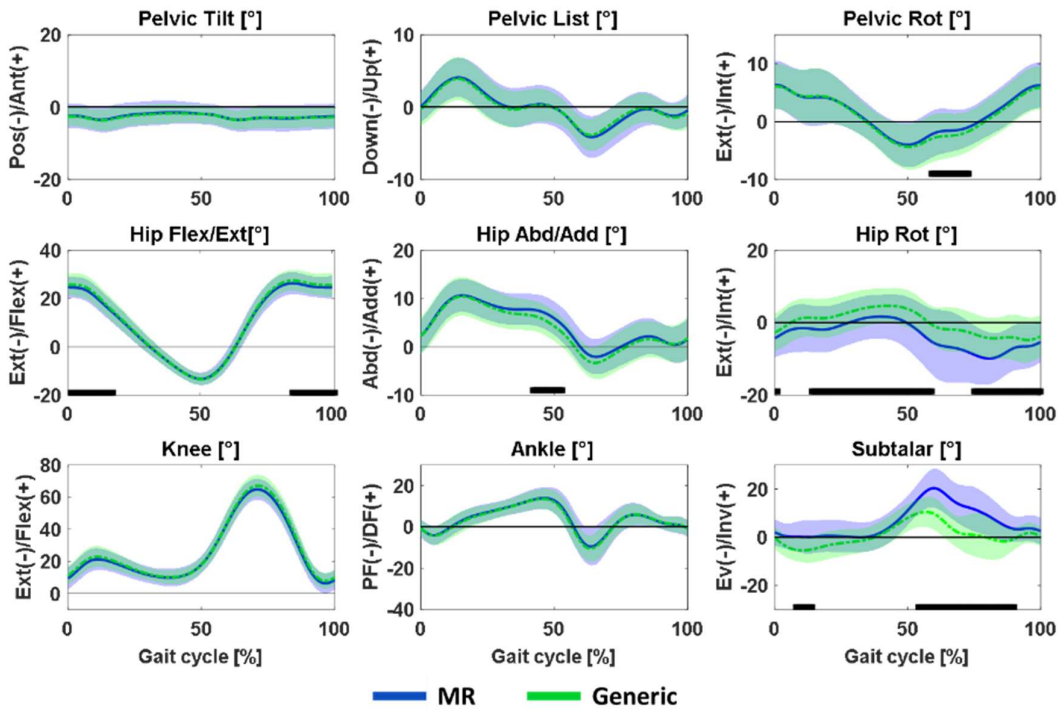 Pelvic Tilt [°]
Pos(-)/Ant(+)
20
0
-20
0 50 100
Pelvic List [°]
Down(-)/Up(+)
10
0
-10
0 50 100
Pelvic Rot [°]
Ext(-)/Int(+)
10
0
-10
0 50 100
Hip Flex/Ext[°]
Ext(-)/Flex(+)
40
20
0
-20
0 50 100
Hip Abd/Add [°]
Abd(-)/Add(+)
20
10
0
-10
0 50 100
Hip Rot [°]
Ext(-)/Int(+)
20
0
-20
0 50 100
Knee [°]
Ext(-)/Flex(+)
80
60
40
20
0
0 50 100
Gait cycle [%]
Ankle [°]
PF(-)/DF(+)
20
0
-20
-40
0 50 100
Gait cycle [%]
Subtalar [°]
Ev(-)/Inv(+)
20
0
-20
0 50 100
Gait cycle [%]
MR Generic